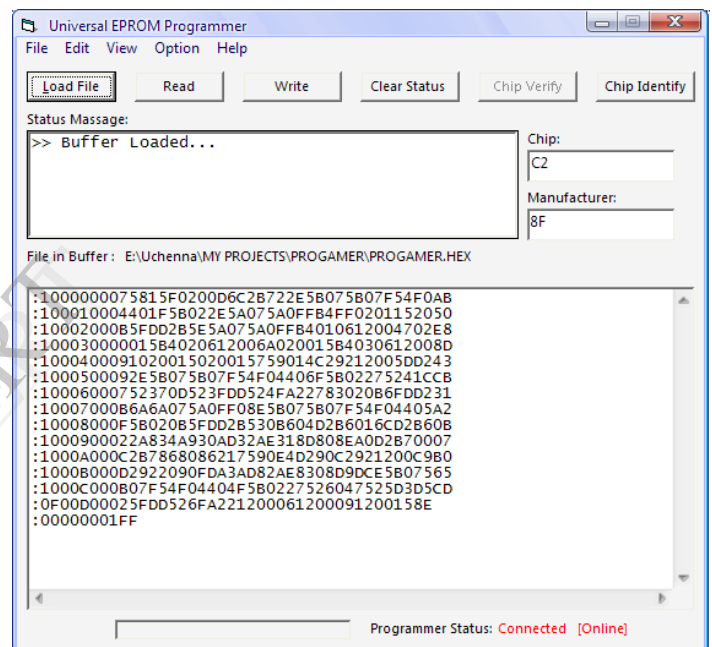 Universal EPROM Programmer
File Edit View Option Help
Load File Read Write Clear Status Chip Verify Chip Identify
Status Massage:
>> Buffer Loaded...
Chip:
C2
Manufacturer:
8F
File in Buffer : E:\Uchenna\MY PROJECTS\PROGAMER\PROGAMER.HEX
:1000000075815F0200D6C2B722E5B075B07F54F0AB
:100010004401F5B022E5A075A0FFB4FF0201152050
:10002000B5FDD2B5E5A075A0FFB4010612004702E8
:100030000015B4020612006A020015B4030612008D
:1000400091020015020015759014C29212005DD243
:1000500092E5B075B07F54F04406F5B02275241CCB
:10006000752370D523FDD524FA22783020B6FDD231
:10007000B6A6A075A0FF08E5B075B07F54F04405A2
:10008000F5B020B5FDD2B530B604D2B6016CD2B60B
:1000900022A834A930AD32AE318D808EA0D2B70007
:1000A000C2B7868086217590E4D290C2921200C9B0
:1000B000D2922090FDA3AD82AE8308D9DCE5B07565
:1000C000B07F54F04404F5B0227526047525D3D5CD
:0F00D00025FDD526FA221200061200091200158E
:00000001FF
Programmer Status: Connected [Online]